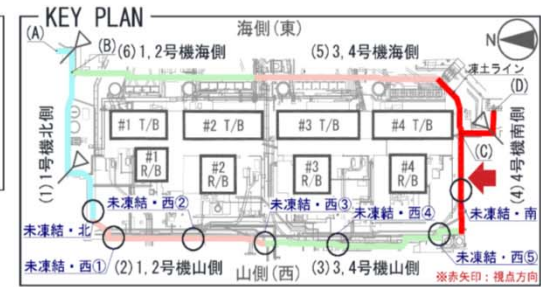 KEY PLAN
海側(東)
(A)
(B)
(6)1,2号機海側
(5)3,4号機海側
N
凍土ライン
(D)
#1 T/B
#2 T/B
#3 T/B
#4 T/B
(C)
(1)1号機北側
#1
R/B
#2
R/B
#3
R/B
#4
R/B
(4)4号機南側
未凍結・西②
未凍結・西③
未凍結・西④
未凍結・南
未凍結・北
未凍結・西①
(2)1,2号機山側
山側(西)
(3)3,4号機山側
未凍結・西⑤
※赤矢印:視点方向